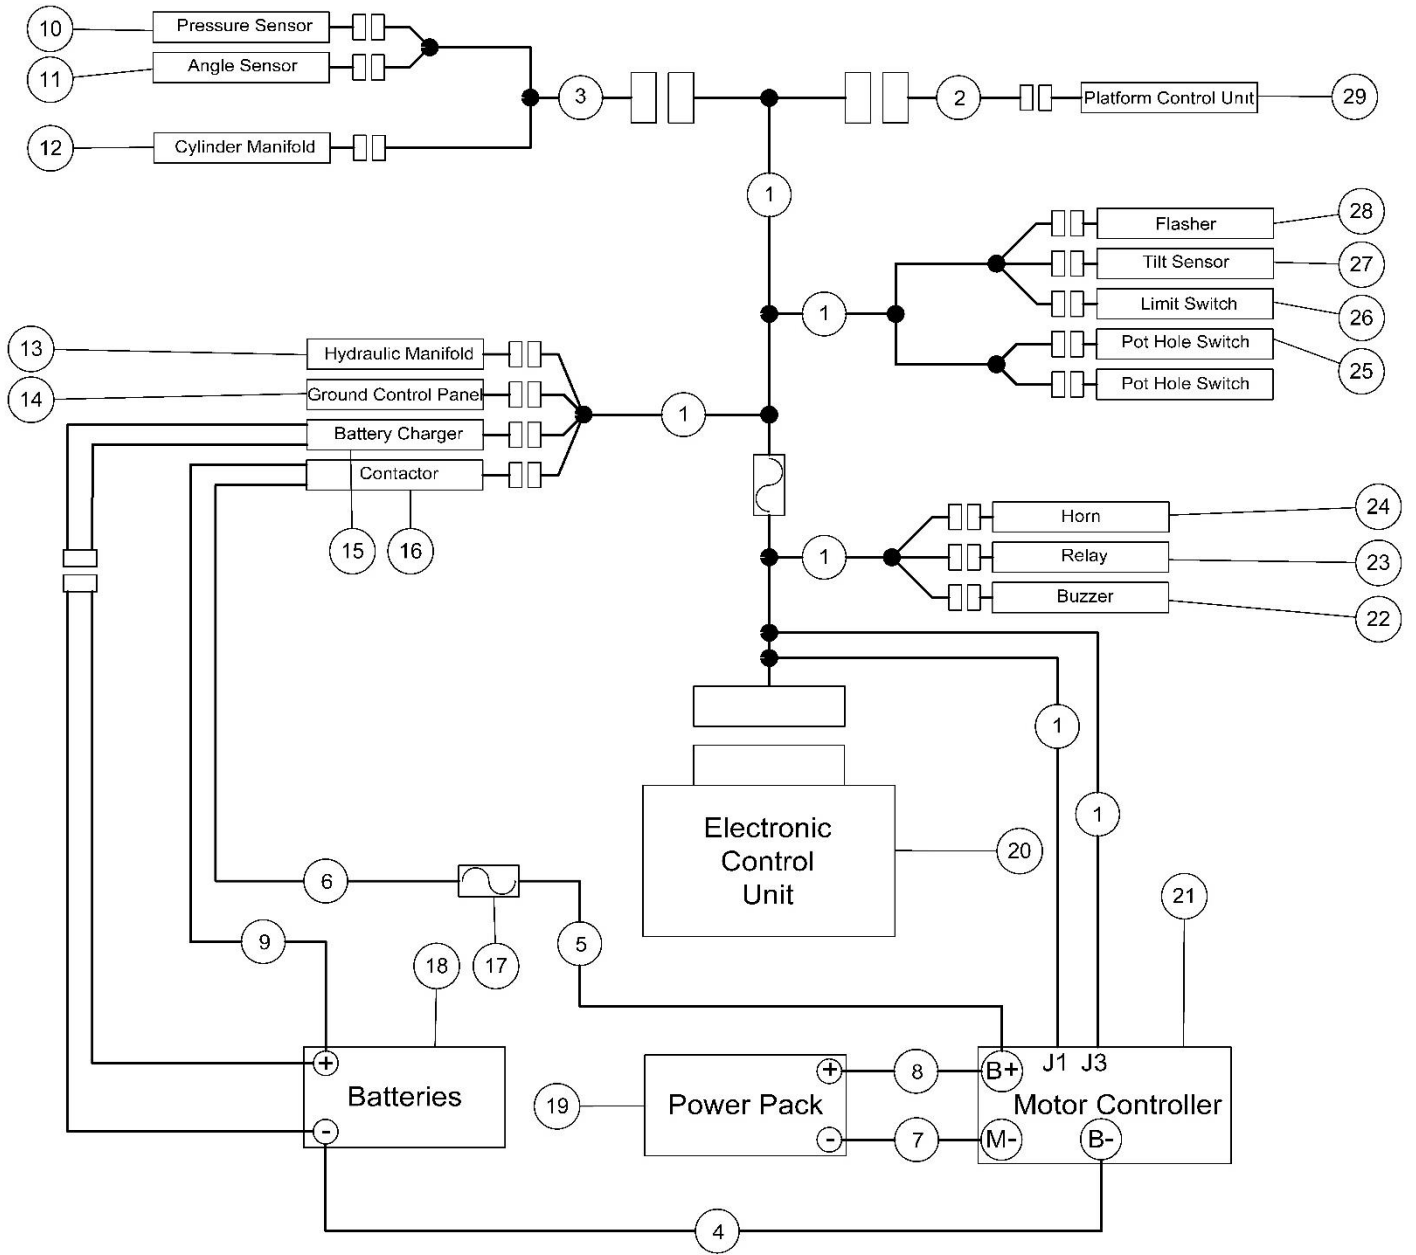 10
Pressure Sensor
11
Angle Sensor
12
Cylinder Manifold
3
2
Platform Control Unit
29
1
28
Flasher
27
Tilt Sensor
26
Limit Switch
1
Pot Hole Switch
25
Pot Hole Switch
13
Hydraulic Manifold
14
Ground Control Panel
1
Battery Charger
Contactor
15
16
24
Horn
1
Relay
23
Buzzer
22
1
1
Electronic
Control
Unit
20
6
21
9
5
18
17
+
Batteries
-
19
+
Power Pack
-
8
7
B+
J1
J3
Motor Controller
M-
B-
4